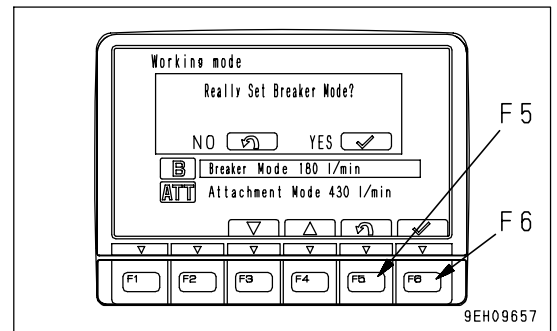 Working mode
Really Set Breaker Mode?
NO YES
B Breaker Mode 180 l/min
ATT Attachment Mode 430 l/min
F5
F6
F1 F2 F3 F4 F5 F6
9EH09657